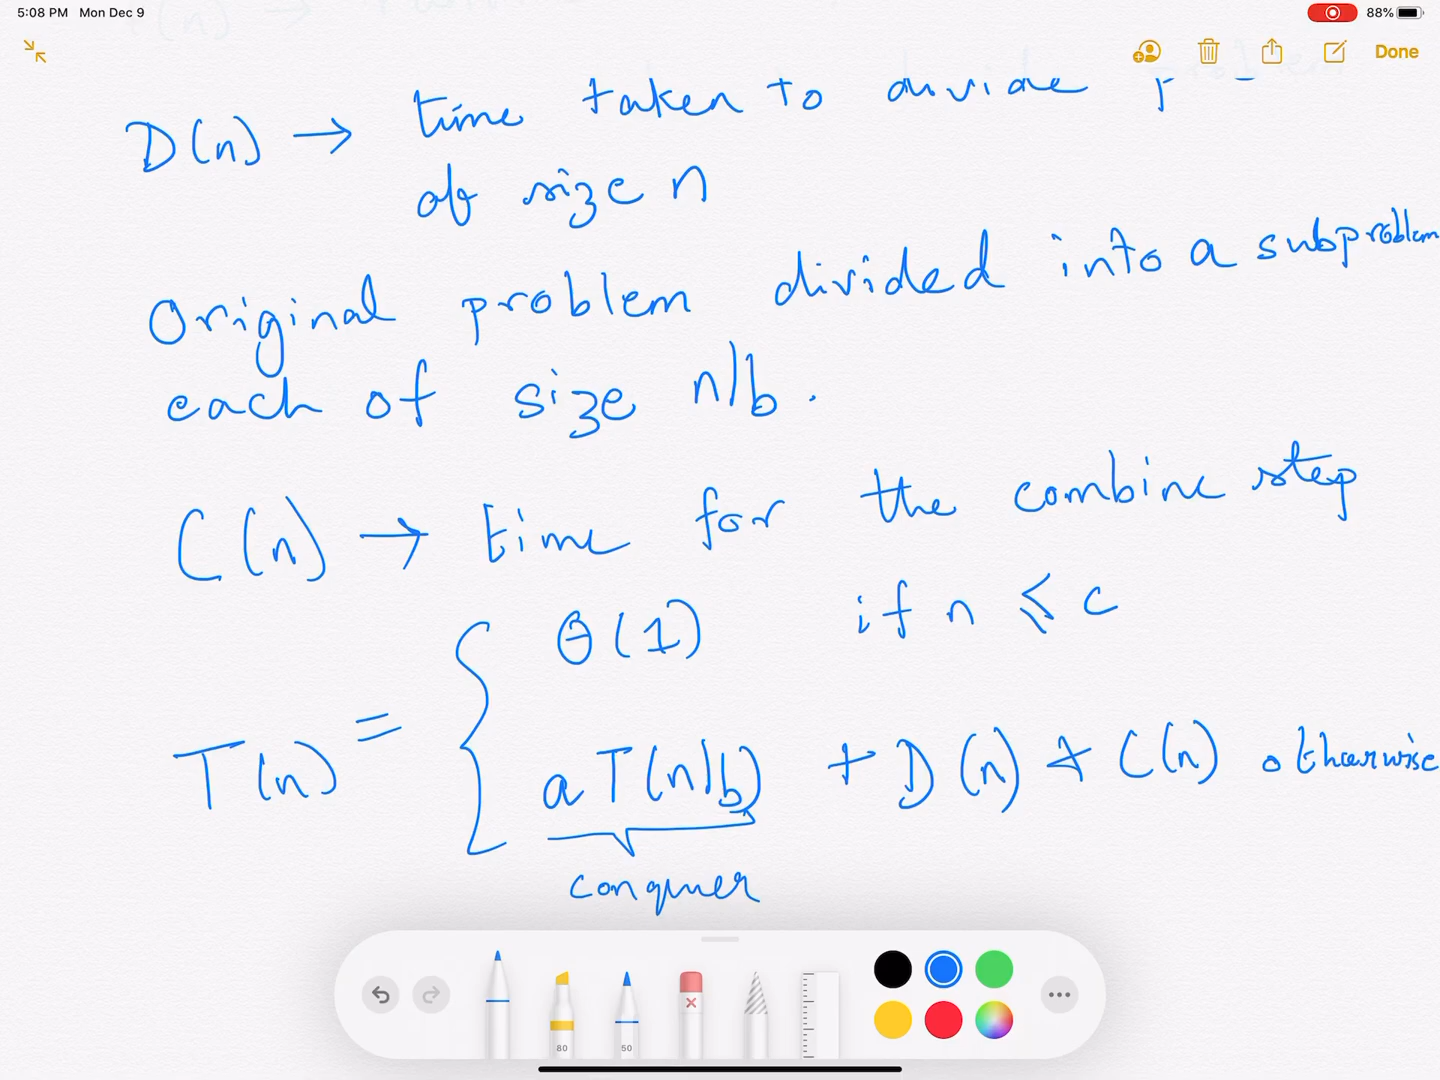 5:08 PM Mon Dec 9
88%
Done
D(n) → time taken to divide
of size n
Original problem divided into a subproblem
each of size n/b.
C(n) → time for the combine step
θ(1) if n ≤ c
T(n) = { a T(n/b) + D(n) + C(n) otherwise
conquer
80
50